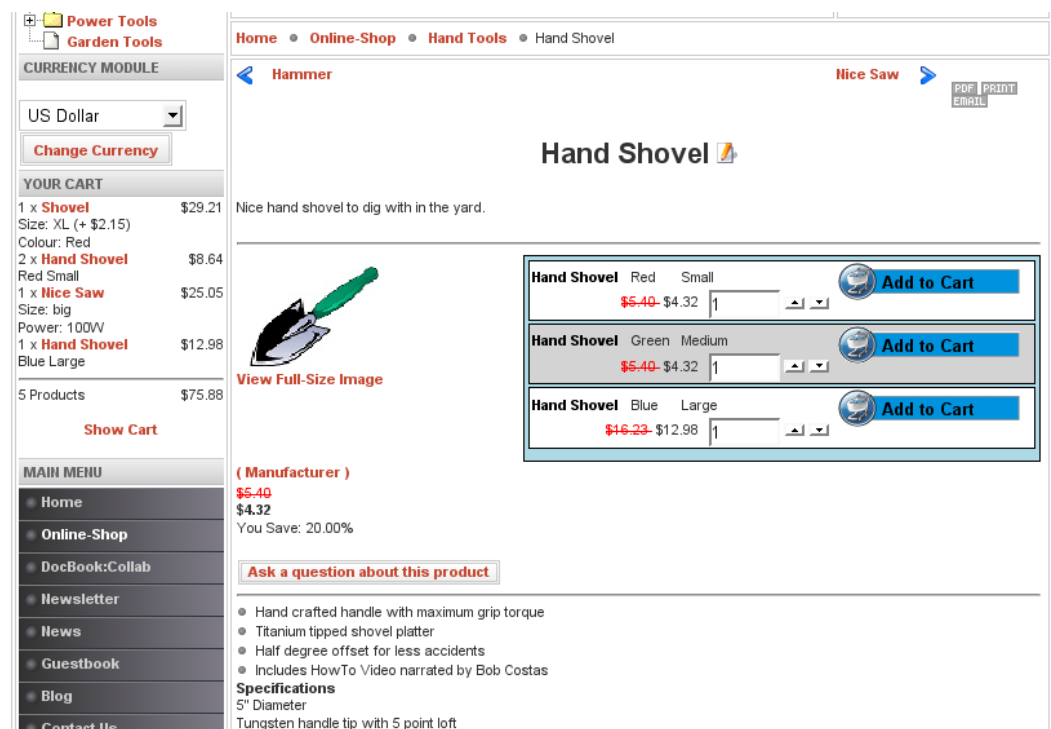 Power Tools
Garden Tools
CURRENCY MODULE
US Dollar
Change Currency
YOUR CART
1 x Shovel $29.21
Size: XL (+ $2.15)
Colour: Red
2 x Hand Shovel $8.64
Red Small
1 x Nice Saw $25.05
Size: big
Power: 100W
1 x Hand Shovel $12.98
Blue Large
5 Products $75.88
Show Cart
MAIN MENU
Home
Online-Shop
DocBook:Collab
Newsletter
News
Guestbook
Blog
Contact Us
Home Online-Shop Hand Tools Hand Shovel
Hammer Nice Saw
PDF PRINT
EMAIL
Hand Shovel
Nice hand shovel to dig with in the yard.
View Full-Size Image
Hand Shovel Red Small Add to Cart
$5.40 $4.32 1
Hand Shovel Green Medium Add to Cart
$5.40 $4.32 1
Hand Shovel Blue Large Add to Cart
$16.23 $12.98 1
( Manufacturer )
$5.40
$4.32
You Save: 20.00%
Ask a question about this product
Hand crafted handle with maximum grip torque
Titanium tipped shovel platter
Half degree offset for less accidents
Includes HowTo Video narrated by Bob Costas
Specifications
5" Diameter
Tungsten handle tip with 5 point loft